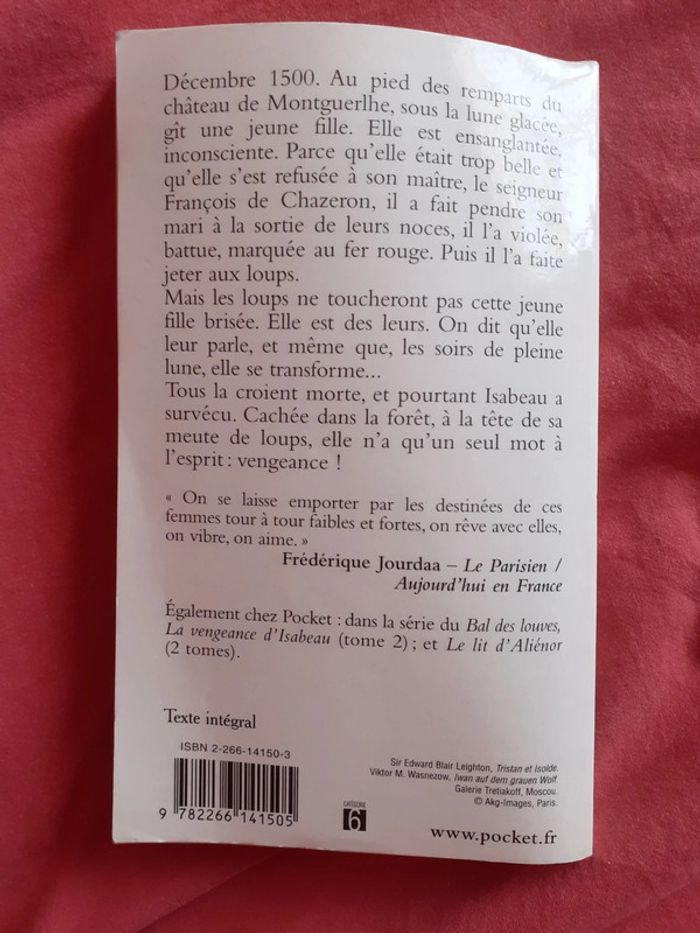 Décembre 1500. Au pied des remparts du
château de Montguerlhe, sous la lune glacée,
gît une jeune fille. Elle est ensanglantée,
inconsciente. Parce qu'elle était trop belle et
qu'elle s'est refusée à son maître, le seigneur
François de Chazeron, il a fait pendre son
mari à la sortie de leurs noces, il l'a violée,
battue, marquée au fer rouge. Puis il l'a faite
jeter aux loups.
Mais les loups ne toucheront pas cette jeune
fille brisée. Elle est des leurs. On dit qu'elle
leur parle, et même que, les soirs de pleine
lune, elle se transforme...
Tous la croient morte, et pourtant Isabeau a
survécu. Cachée dans la forêt, à la tête de sa
meute de loups, elle n'a qu'un seul mot à
l'esprit : vengeance !
« On se laisse emporter par les destinées de ces
femmes tour à tour faibles et fortes, on rêve avec elles,
on vibre, on aime. »
Frédérique Jourdaa – Le Parisien /
Aujourd'hui en France
Également chez Pocket : dans la série du Bal des louves,
La vengeance d'Isabeau (tome 2) ; et Le lit d'Aliénor
(2 tomes).
Texte intégral
ISBN 2-266-14150-3
9 782266 141505
CATÉGORIE
6
Sir Edward Blair Leighton, Tristan et Isolde.
Viktor M. Wasnezow, Iwan auf dem grauen Wolf.
Galerie Tretiakoff, Moscou.
© Akg-Images, Paris.
www.pocket.fr